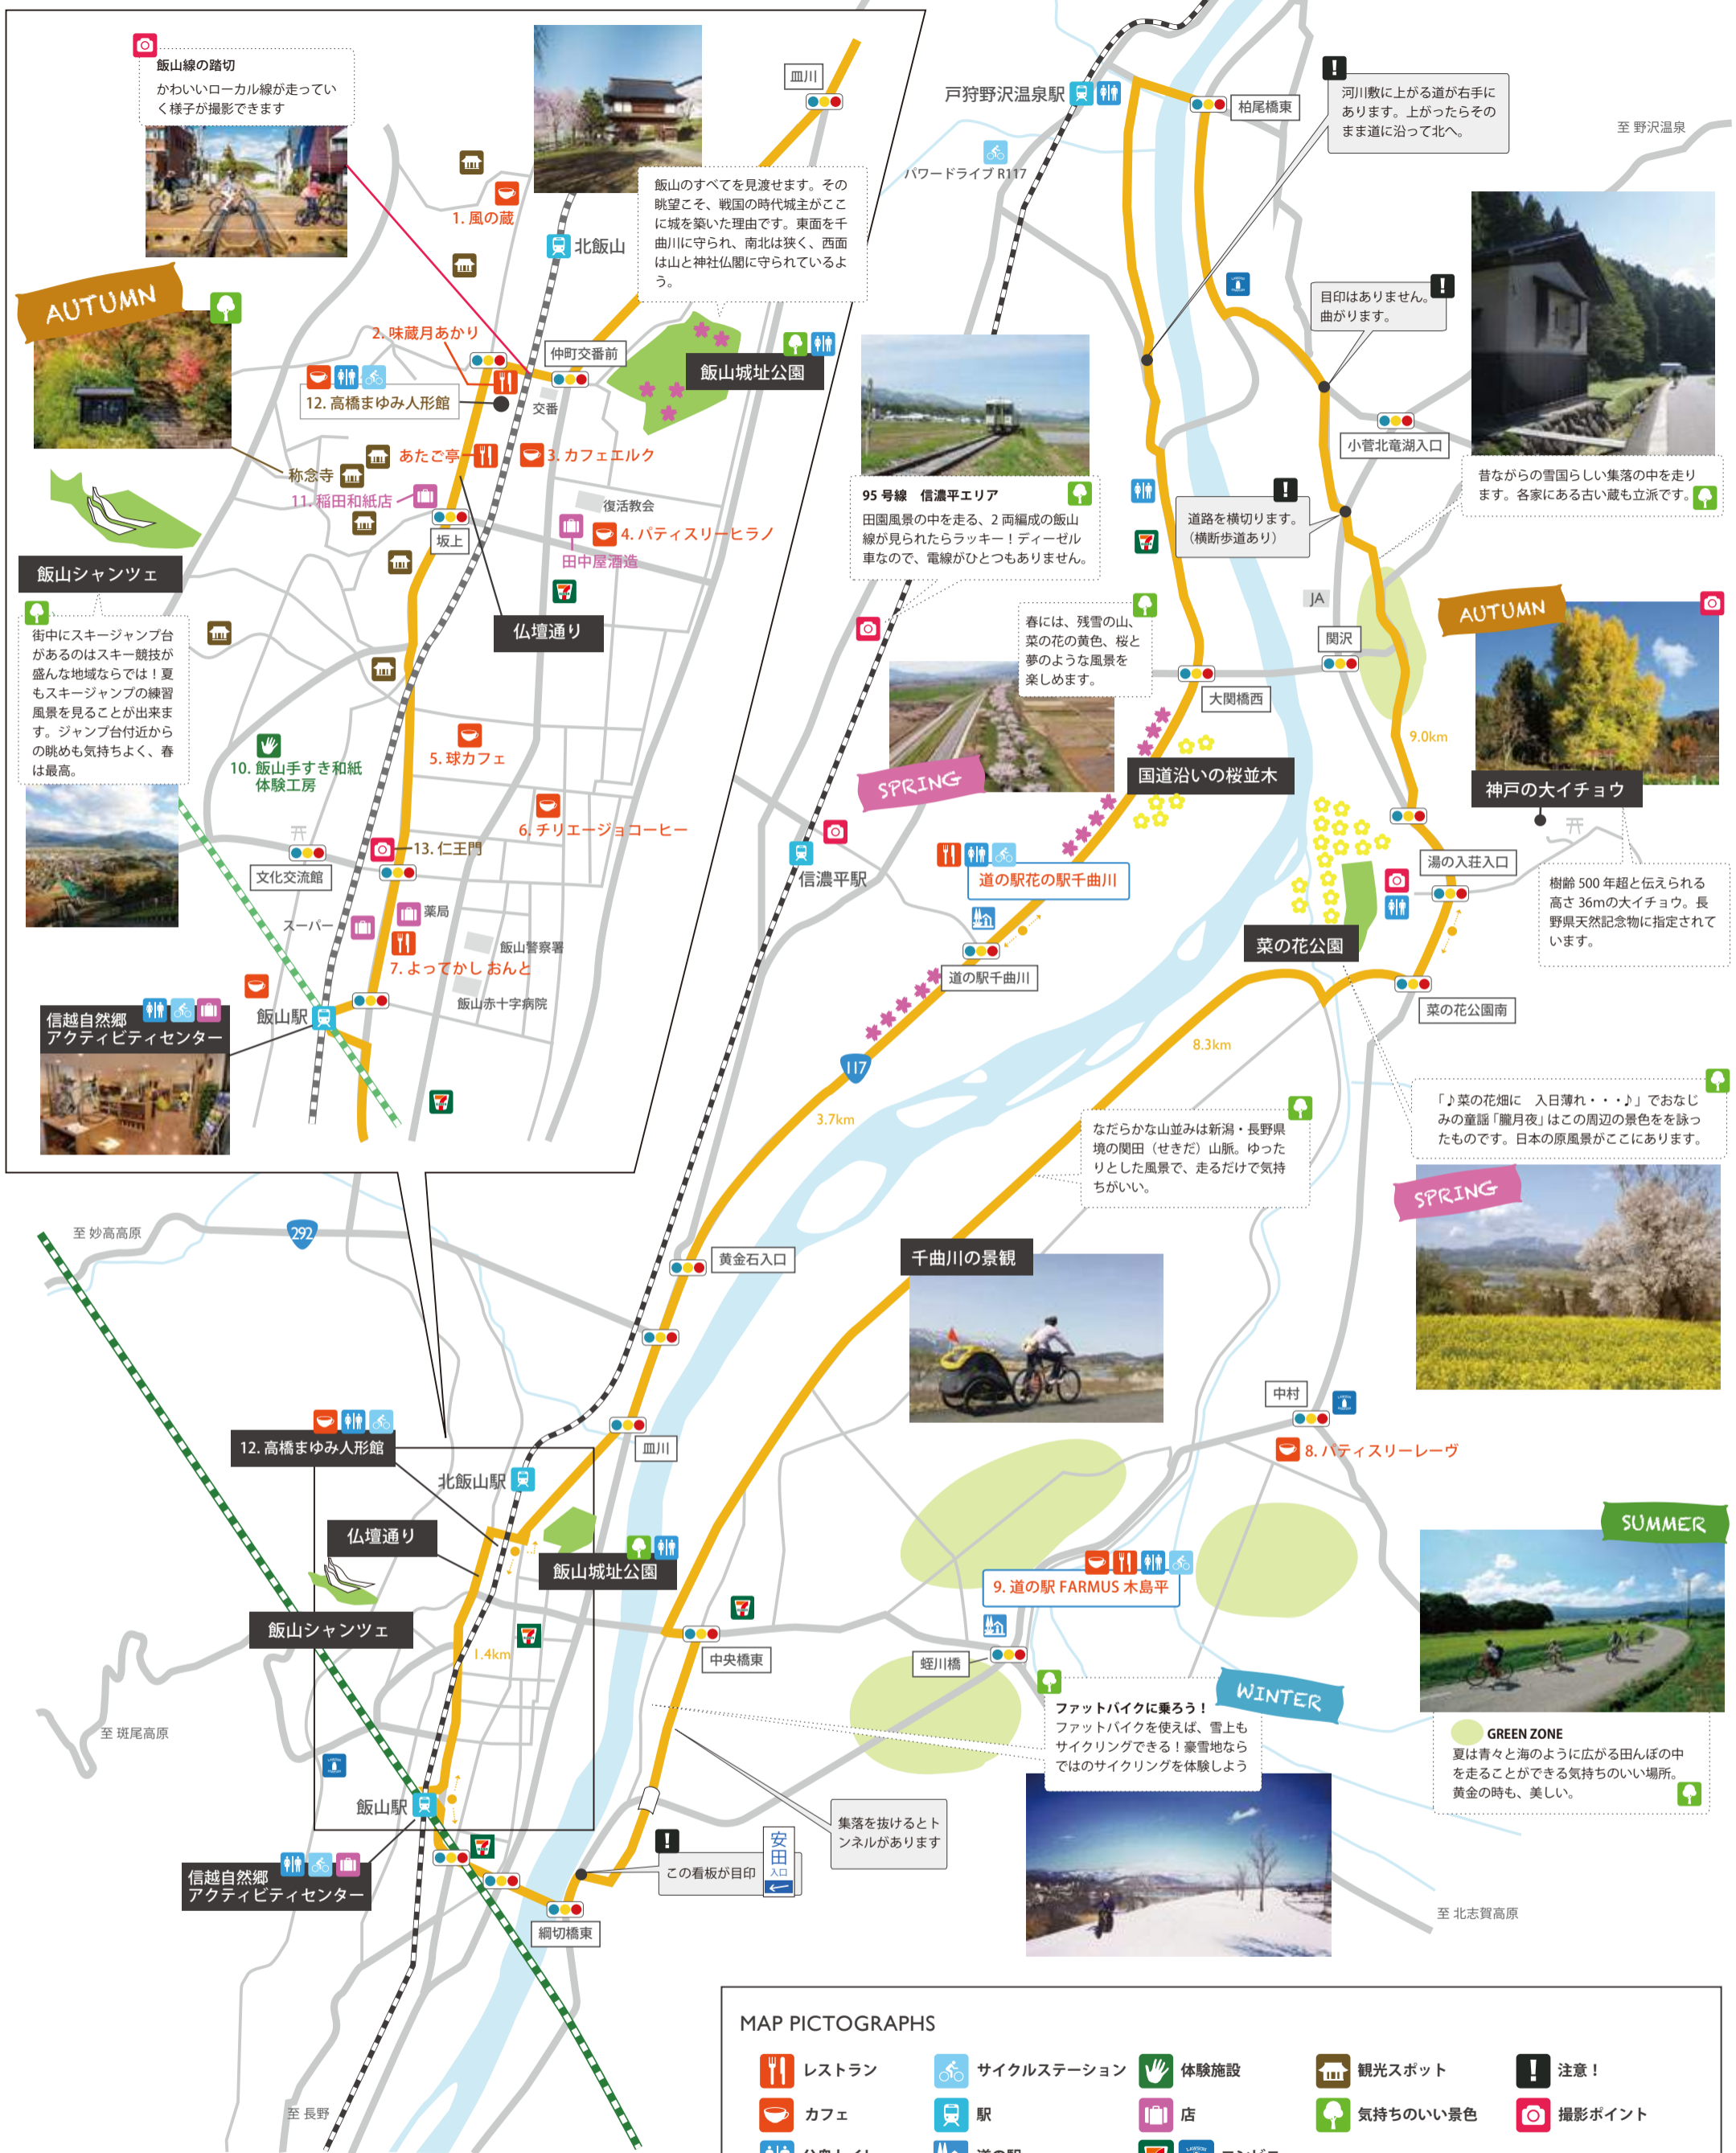 飯山線の踏切
かわいいローカル線が走ってい
く様子が撮影できます
皿川
1. 風の蔵
北飯山
飯山のすべてを見渡せます。その
眺望こそ、戦国の時代城主がここ
に城を築いた理由です。東面を千
曲川に守られ、南北は狭く、西面
は山と神社仏閣に守られているよ
う。
AUTUMN
2. 味蔵月あかり
仲町交番前
飯山城址公園
12. 高橋まゆみ人形館
交番
あたご亭
3. カフェエルク
称念寺
11. 稲田和紙店
復活教会
4. パティスリーヒラノ
坂上
田中屋酒造
飯山シャンツェ
仏壇通り
街中にスキージャンプ台
があるのはスキー競技が
盛んな地域ならでは！夏
もスキージャンプの練習
風景を見ることが出来ま
す。ジャンプ台付近から
の眺めも気持ちよく、春
は最高。
5. 球カフェ
10. 飯山手すき和紙
体験工房
6. チリエージョコーヒー
13. 仁王門
文化交流館
スーパー
薬局
飯山警察署
7. よってかし おんと
飯山赤十字病院
飯山駅
信越自然郷
アクティビティセンター
戸狩野沢温泉駅
柏尾橋東
河川敷に上がる道が右手に
あります。上がったらその
まま道に沿って北へ。
至 野沢温泉
パワードライブ R117
目印はありません。
曲がります。
小菅北竜湖入口
昔ながらの雪国らしい集落の中を走り
ます。各家にある古い蔵も立派です。
95 号線　信濃平エリア
田園風景の中を走る、2 両編成の飯山
線が見られたらラッキー！ディーゼル
車なので、電線がひとつもありません。
道路を横切ります。
（横断歩道あり）
JA
関沢
春には、残雪の山、
菜の花の黄色、桜と
夢のような風景を
楽しめます。
大関橋西
AUTUMN
9.0km
SPRING
国道沿いの桜並木
神戸の大イチョウ
信濃平駅
道の駅花の駅千曲川
湯の入荘入口
樹齢 500 年超と伝えられる
高さ 36mの大イチョウ。長
野県天然記念物に指定されて
います。
菜の花公園
道の駅千曲川
菜の花公園南
117
8.3km
3.7km
「♪菜の花畑に　入日薄れ・・・♪」でおなじ
みの童謡「朧月夜」はこの周辺の景色をを詠っ
たものです。日本の原風景がここにあります。
なだらかな山並みは新潟・長野県
境の関田（せきだ）山脈。ゆった
りとした風景で、走るだけで気持
ちがいい。
SPRING
至 妙高高原
292
黄金石入口
千曲川の景観
中村
8. パティスリーレーヴ
12. 高橋まゆみ人形館
皿川
北飯山駅
仏壇通り
飯山城址公園
SUMMER
9. 道の駅 FARMUS 木島平
飯山シャンツェ
1.4km
中央橋東
蛭川橋
至 斑尾高原
ファットバイクに乗ろう！
ファットバイクを使えば、雪上も
サイクリングできる！豪雪地なら
ではのサイクリングを体験しよう
WINTER
GREEN ZONE
夏は青々と海のように広がる田んぼの中
を走ることができる気持ちのいい場所。
黄金の時も、美しい。
飯山駅
集落を抜けるとト
ンネルがあります
この看板が目印
安田
入口
信越自然郷
アクティビティセンター
綱切橋東
至 北志賀高原
至 長野
MAP PICTOGRAPHS
レストラン
サイクルステーション
体験施設
観光スポット
注意！
カフェ
駅
店
気持ちのいい景色
撮影ポイント